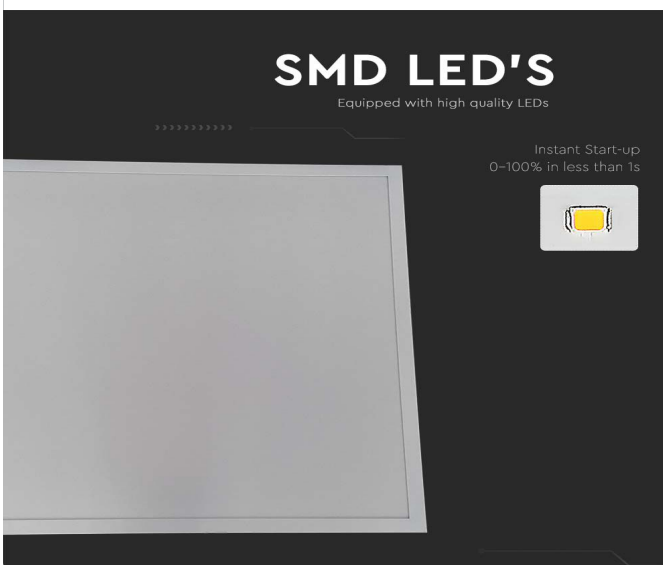 SMD LED'S
Equipped with high quality LEDs
Instant Start-up
0-100% in less than 1s